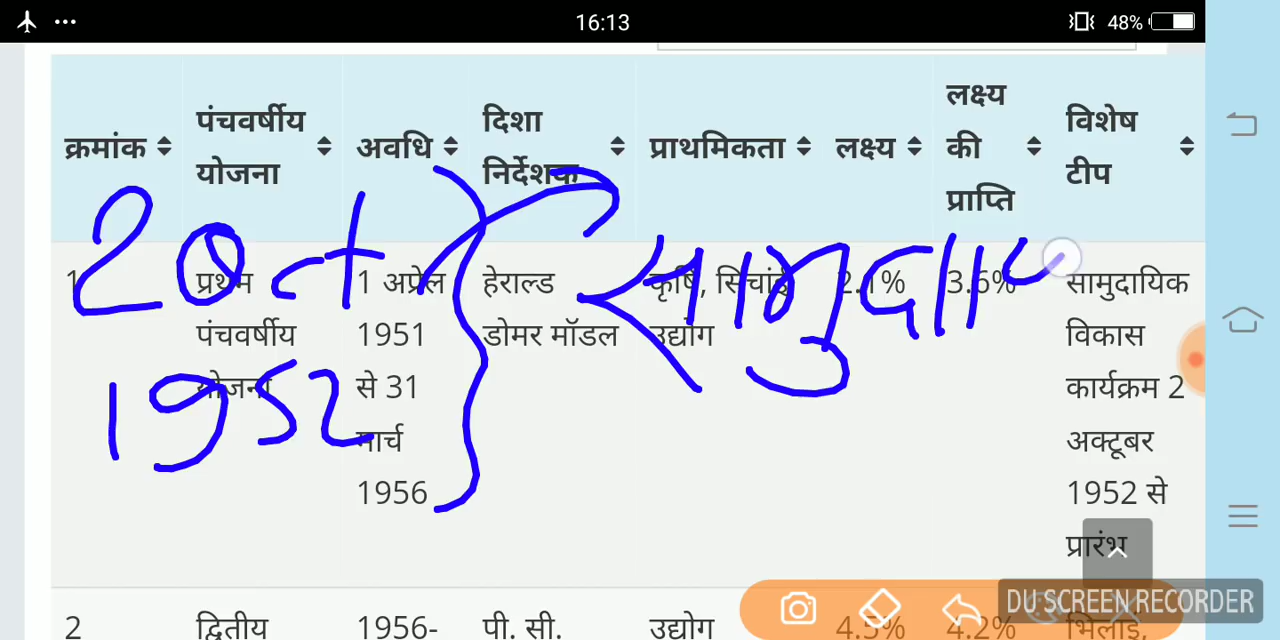 16:13 48%
क्रमांक पंचवर्षीय योजना अवधि दिशा निर्देशक प्राथमिकता लक्ष्य लक्ष्य की प्राप्ति विशेष टीप
1 प्रथम 1 अप्रेल हेराल्ड कृषि, सिचांई, 2.1% 3.6% सामुदायिक
पंचवर्षीय 1951 डोमर मॉडल उद्योग विकास
योजना से 31 कार्यक्रम 2
मार्च अक्टूबर
1956 1952 से
प्रारंभ
2 Oct
1952
2 द्वितीय 1956- पी. सी. उद्योग 4.5% 4.2% भिलाई,
DU SCREEN RECORDER